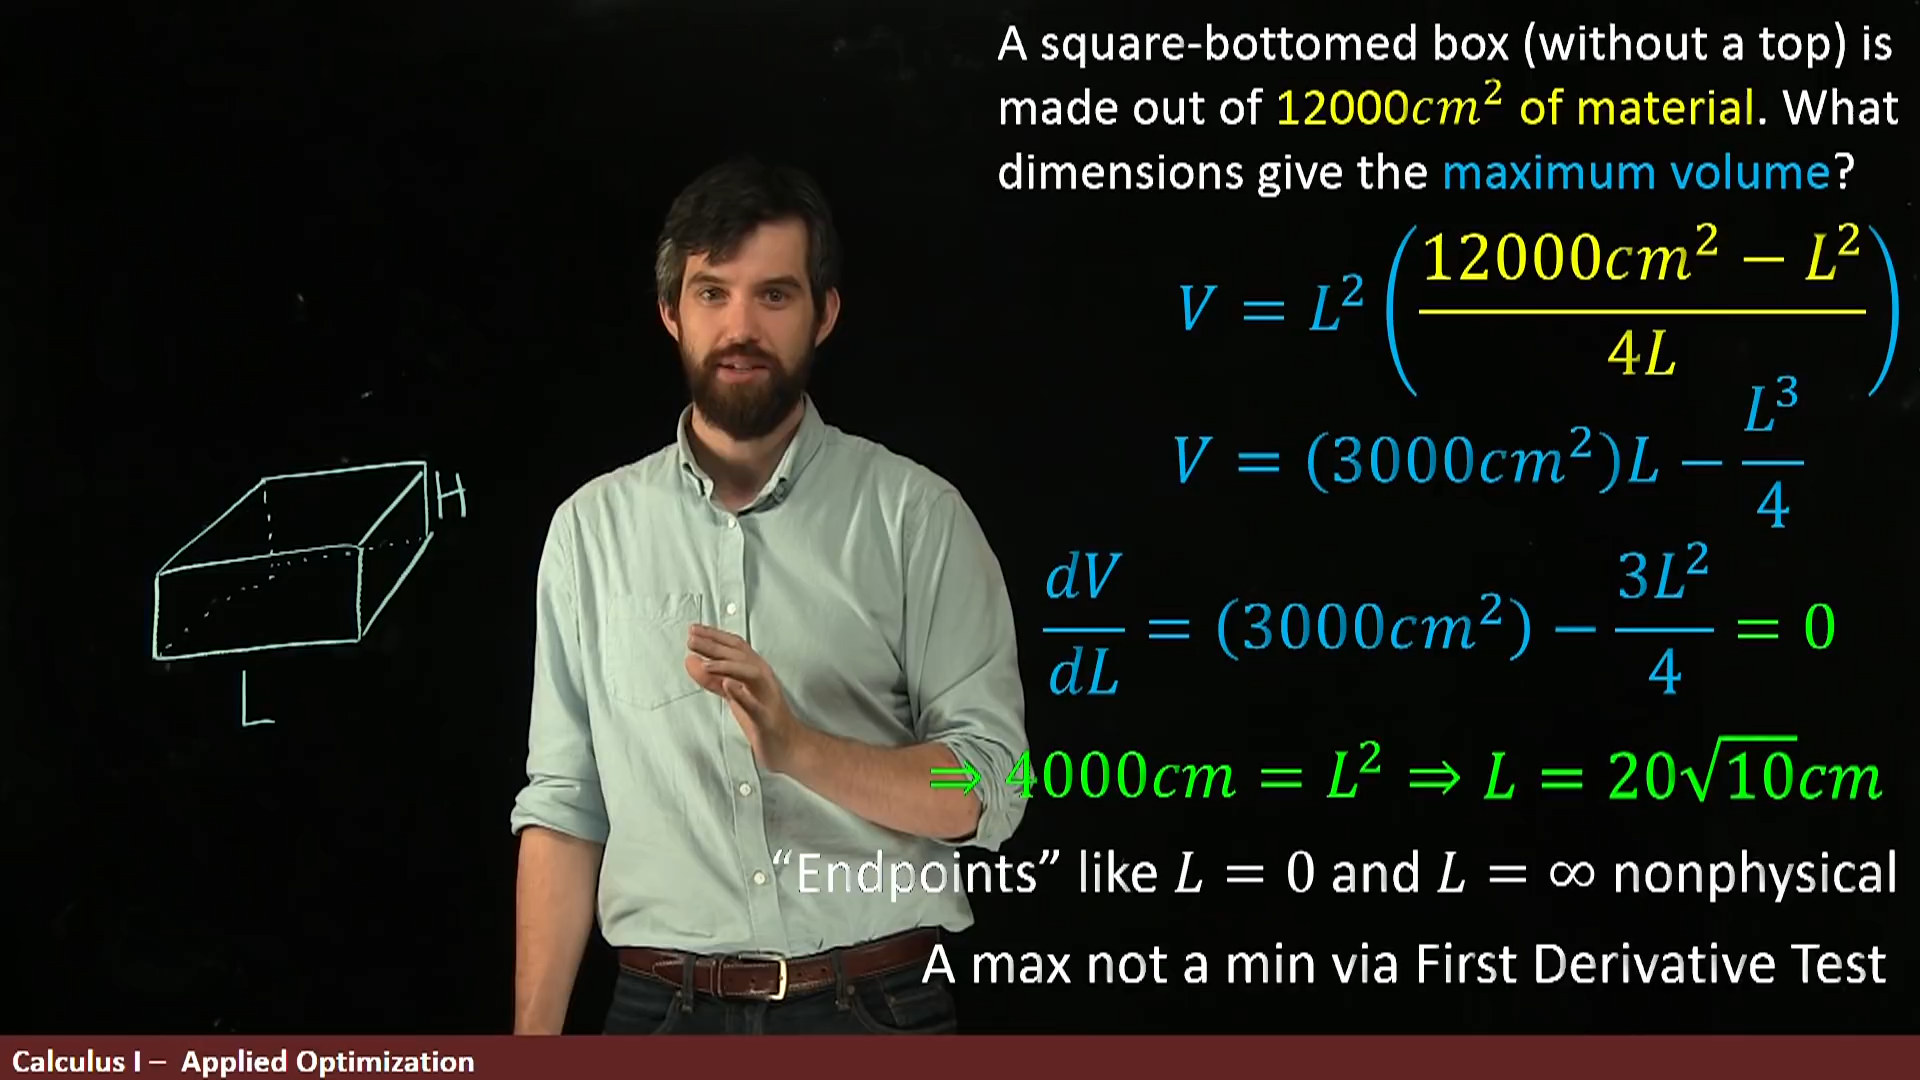 A square-bottomed box (without a top) is
made out of 12000cm² of material. What
dimensions give the maximum volume?
V = L² ( (12000cm² − L²) / 4L )
V = (3000cm²)L − L³/4
dV/dL = (3000cm²) − 3L²/4 = 0
⇒ 4000cm = L² ⇒ L = 20√10cm
“Endpoints” like L = 0 and L = ∞ nonphysical
A max not a min via First Derivative Test
H
L
Calculus I – Applied Optimization